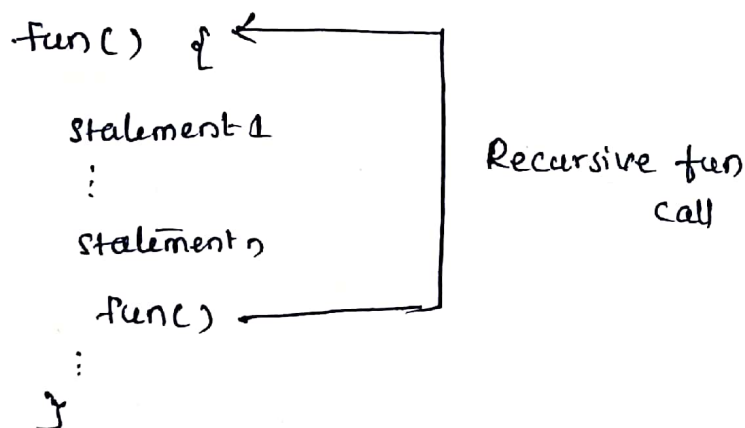 fun() {
statement 1
⋮
statement n
fun()
⋮
}
Recursive fun
call